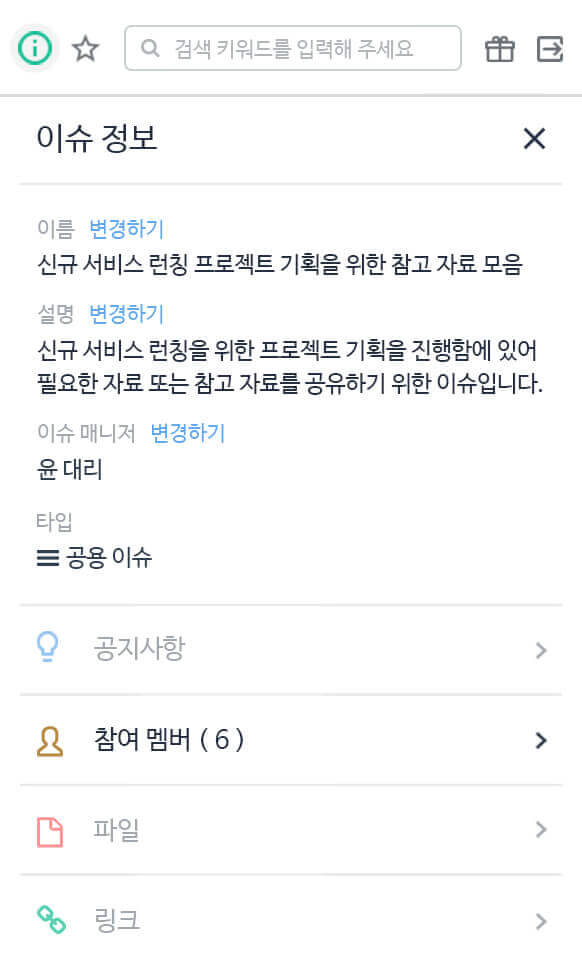 검색 키워드를 입력해 주세요
이슈 정보
이름 변경하기
신규 서비스 런칭 프로젝트 기획을 위한 참고 자료 모음
설명 변경하기
신규 서비스 런칭을 위한 프로젝트 기획을 진행함에 있어
필요한 자료 또는 참고 자료를 공유하기 위한 이슈입니다.
이슈 매니저 변경하기
윤 대리
타입
공용 이슈
공지사항
참여 멤버 ( 6 )
파일
링크